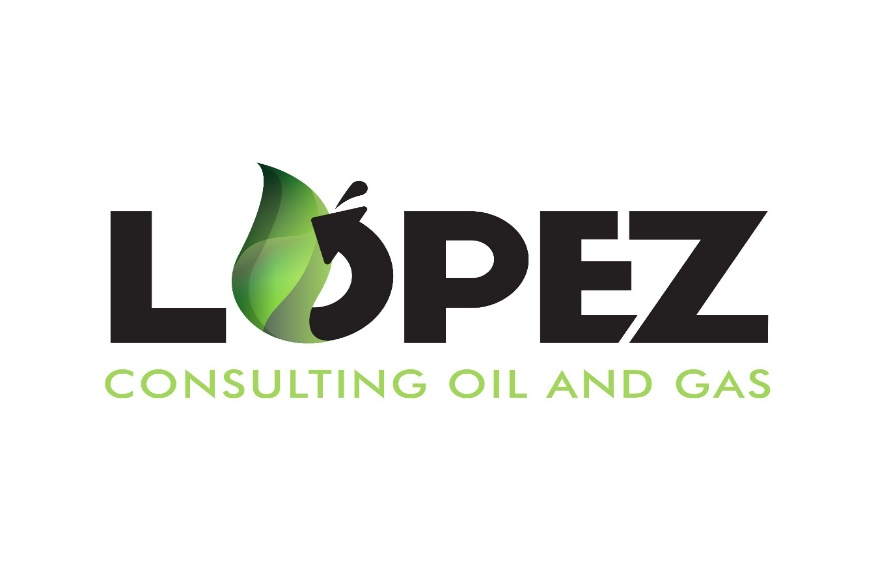 LÓPEZ
CONSULTING OIL AND GAS